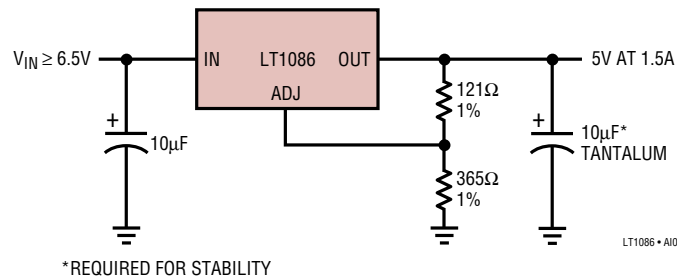 V_IN ≥ 6.5V
IN LT1086 OUT
ADJ
5V AT 1.5A
+
10µF
121Ω
1%
365Ω
1%
+
10µF*
TANTALUM
*REQUIRED FOR STABILITY
LT1086 •